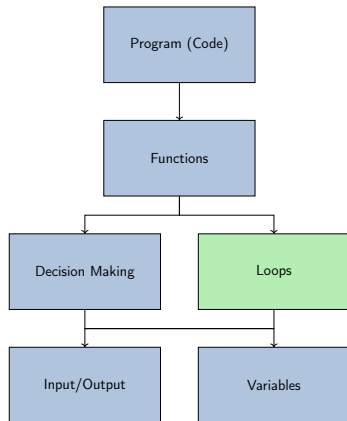 Program (Code)
Functions
Decision Making
Loops
Input/Output
Variables